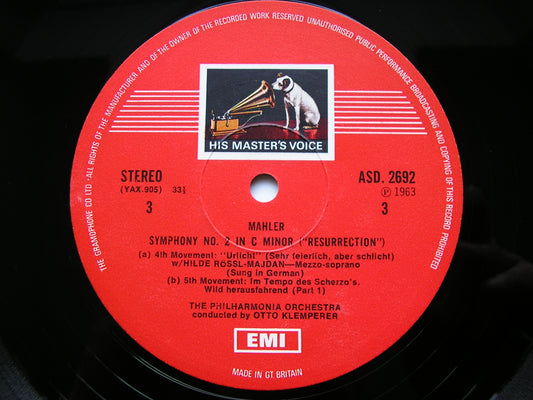 ALL RIGHTS OF THE MANUFACTURER AND OF THE OWNER OF THE RECORDED WORK RESERVED UNAUTHORISED PUBLIC PERFORMANCE BROADCASTING AND COPYING OF THIS RECORD PROHIBITED
THE GRAMOPHONE CO LTD •
HIS MASTER'S VOICE
STEREO
(YAX.905) 33⅓
3
ASD. 2692
Ⓟ 1963
3
MAHLER
SYMPHONY NO. 2 IN C MINOR ("RESURRECTION")
(a) 4th Movement: "Urlicht" (Sehr feierlich, aber schlicht)
w/HILDE RÖSSL-MAJDAN—Mezzo-soprano
(Sung in German)
(b) 5th Movement: Im Tempo des Scherzo's.
Wild herausfahrend (Part 1)
THE PHILHARMONIA ORCHESTRA
conducted by OTTO KLEMPERER
EMI
MADE IN GT BRITAIN